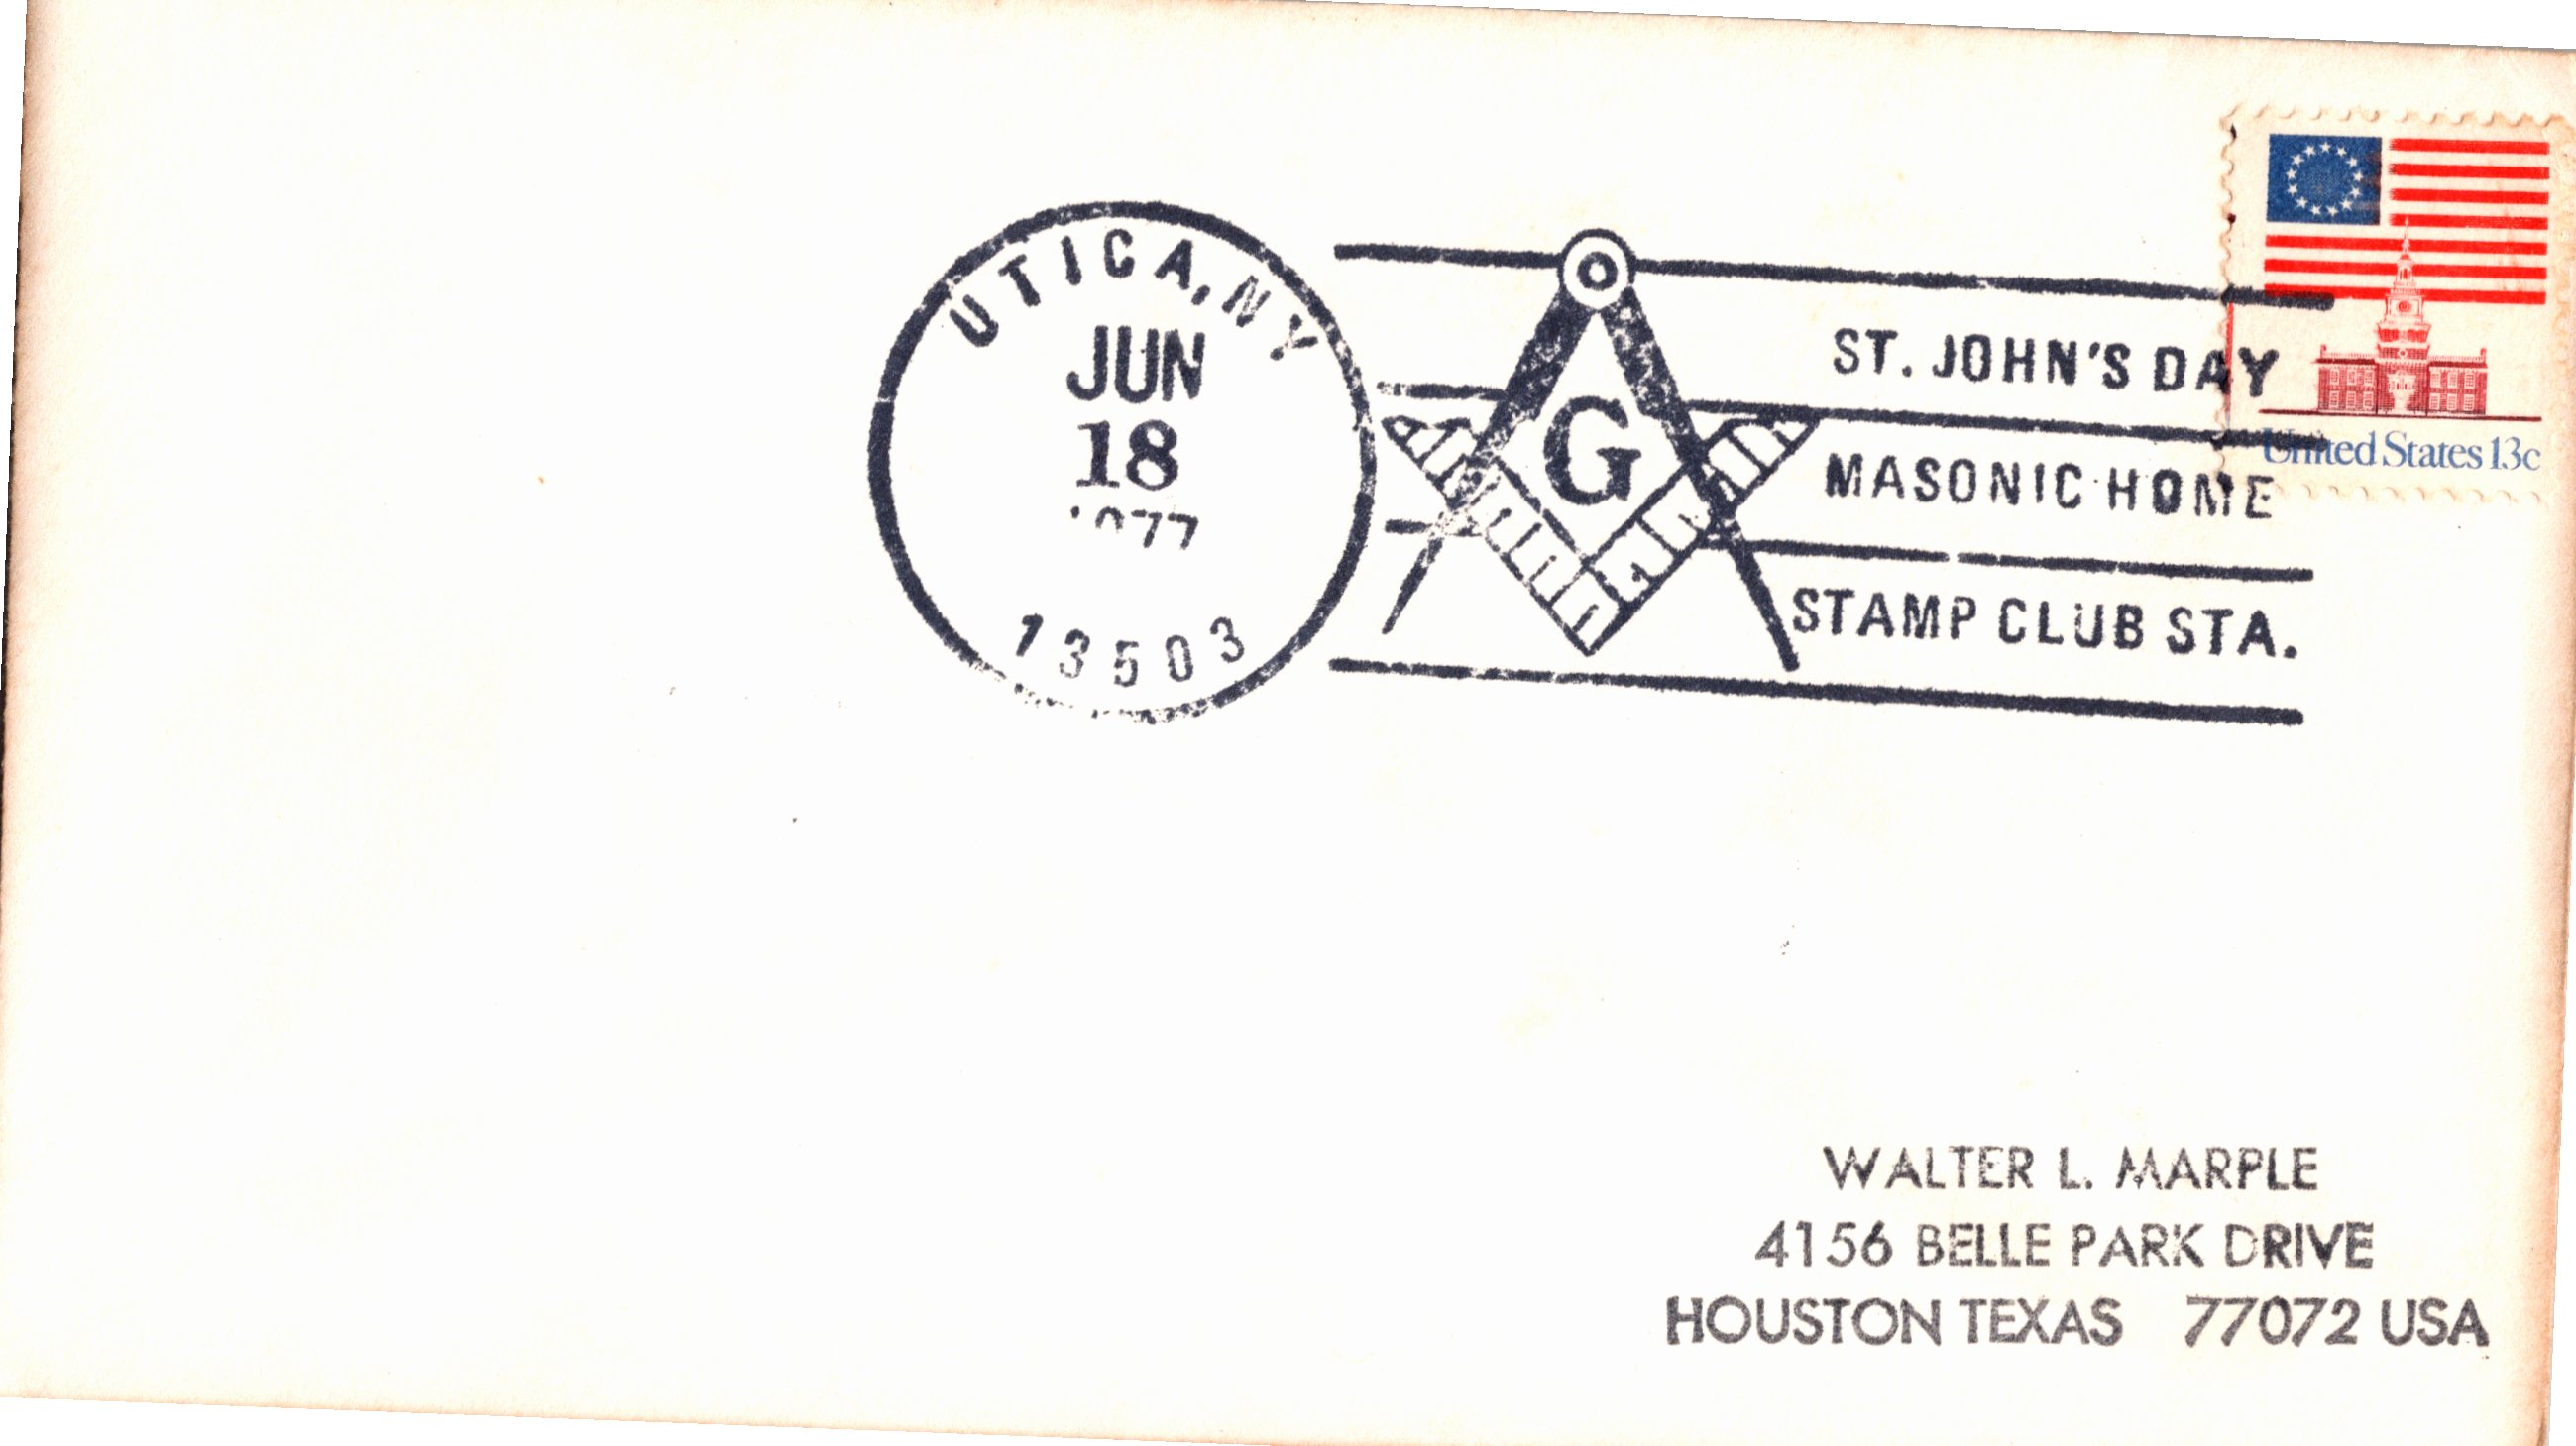 UTICA, NY
JUN
18
1977
13503
G
ST. JOHN'S DAY
MASONIC HOME
STAMP CLUB STA.
United States 13c
WALTER L. MARPLE
4156 BELLE PARK DRIVE
HOUSTON TEXAS 77072 USA